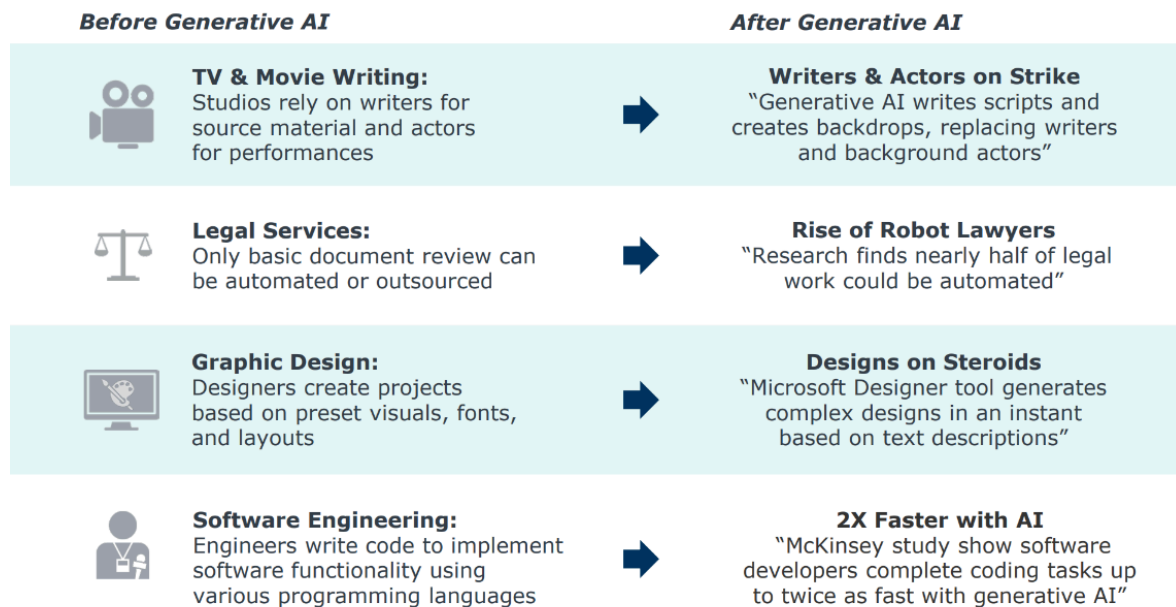 Before Generative AI
After Generative AI
TV & Movie Writing:
Studios rely on writers for
source material and actors
for performances
Writers & Actors on Strike
“Generative AI writes scripts and
creates backdrops, replacing writers
and background actors”
Legal Services:
Only basic document review can
be automated or outsourced
Rise of Robot Lawyers
“Research finds nearly half of legal
work could be automated”
Graphic Design:
Designers create projects
based on preset visuals, fonts,
and layouts
Designs on Steroids
“Microsoft Designer tool generates
complex designs in an instant
based on text descriptions”
Software Engineering:
Engineers write code to implement
software functionality using
various programming languages
2X Faster with AI
“McKinsey study show software
developers complete coding tasks up
to twice as fast with generative AI”